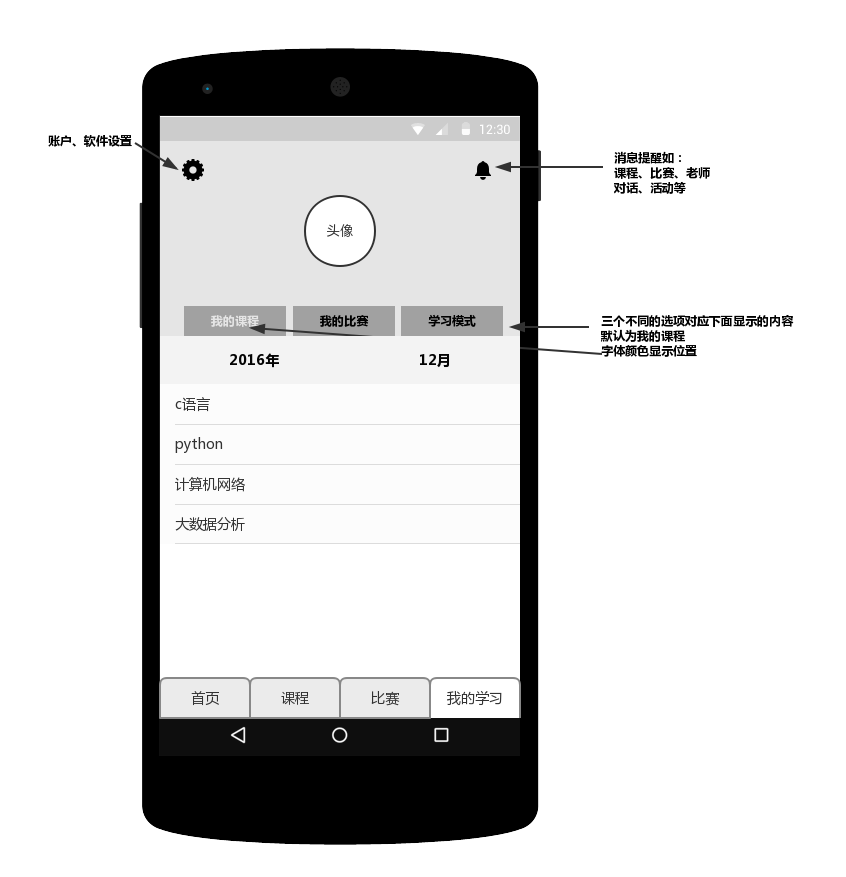 12:30
账户、软件设置
消息提醒如：
课程、比赛、老师
对话、活动等
头像
我的课程
我的比赛
学习模式
三个不同的选项对应下面显示的内容
默认为我的课程
字体颜色显示位置
2016年
12月
c语言
python
计算机网络
大数据分析
首页
课程
比赛
我的学习